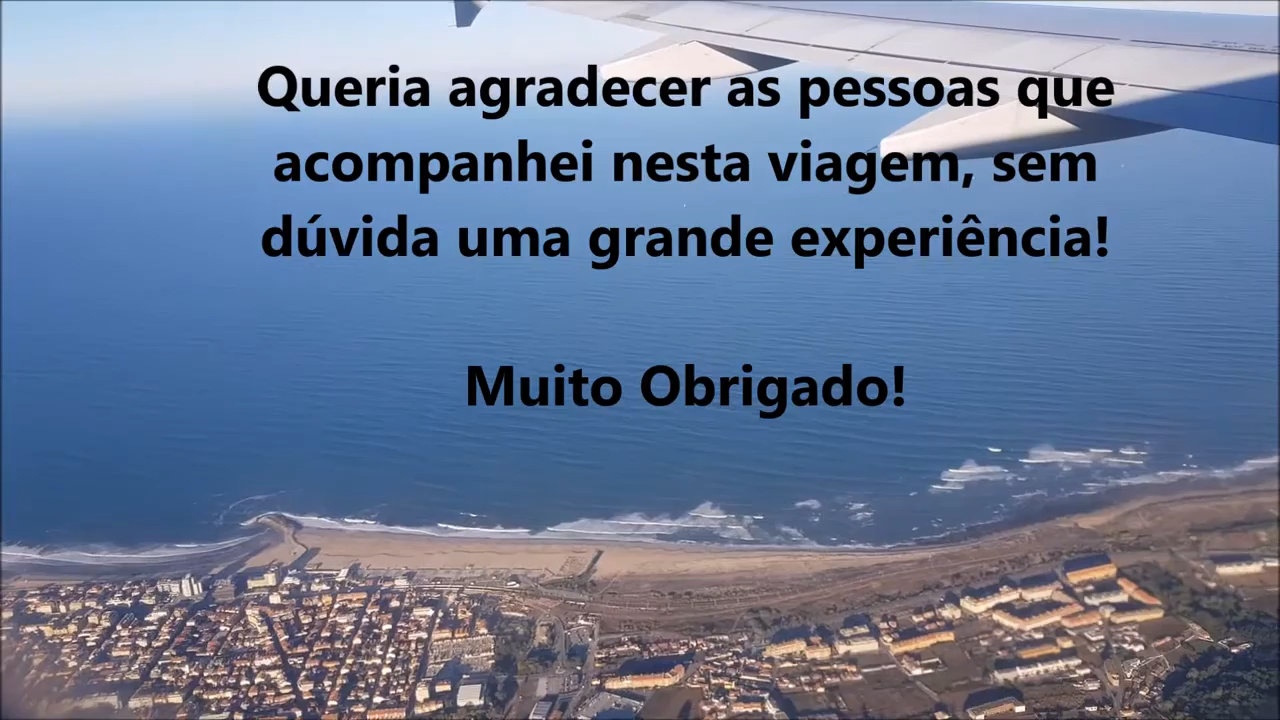 Queria agradecer as pessoas que
acompanhei nesta viagem, sem
dúvida uma grande experiência!
Muito Obrigado!